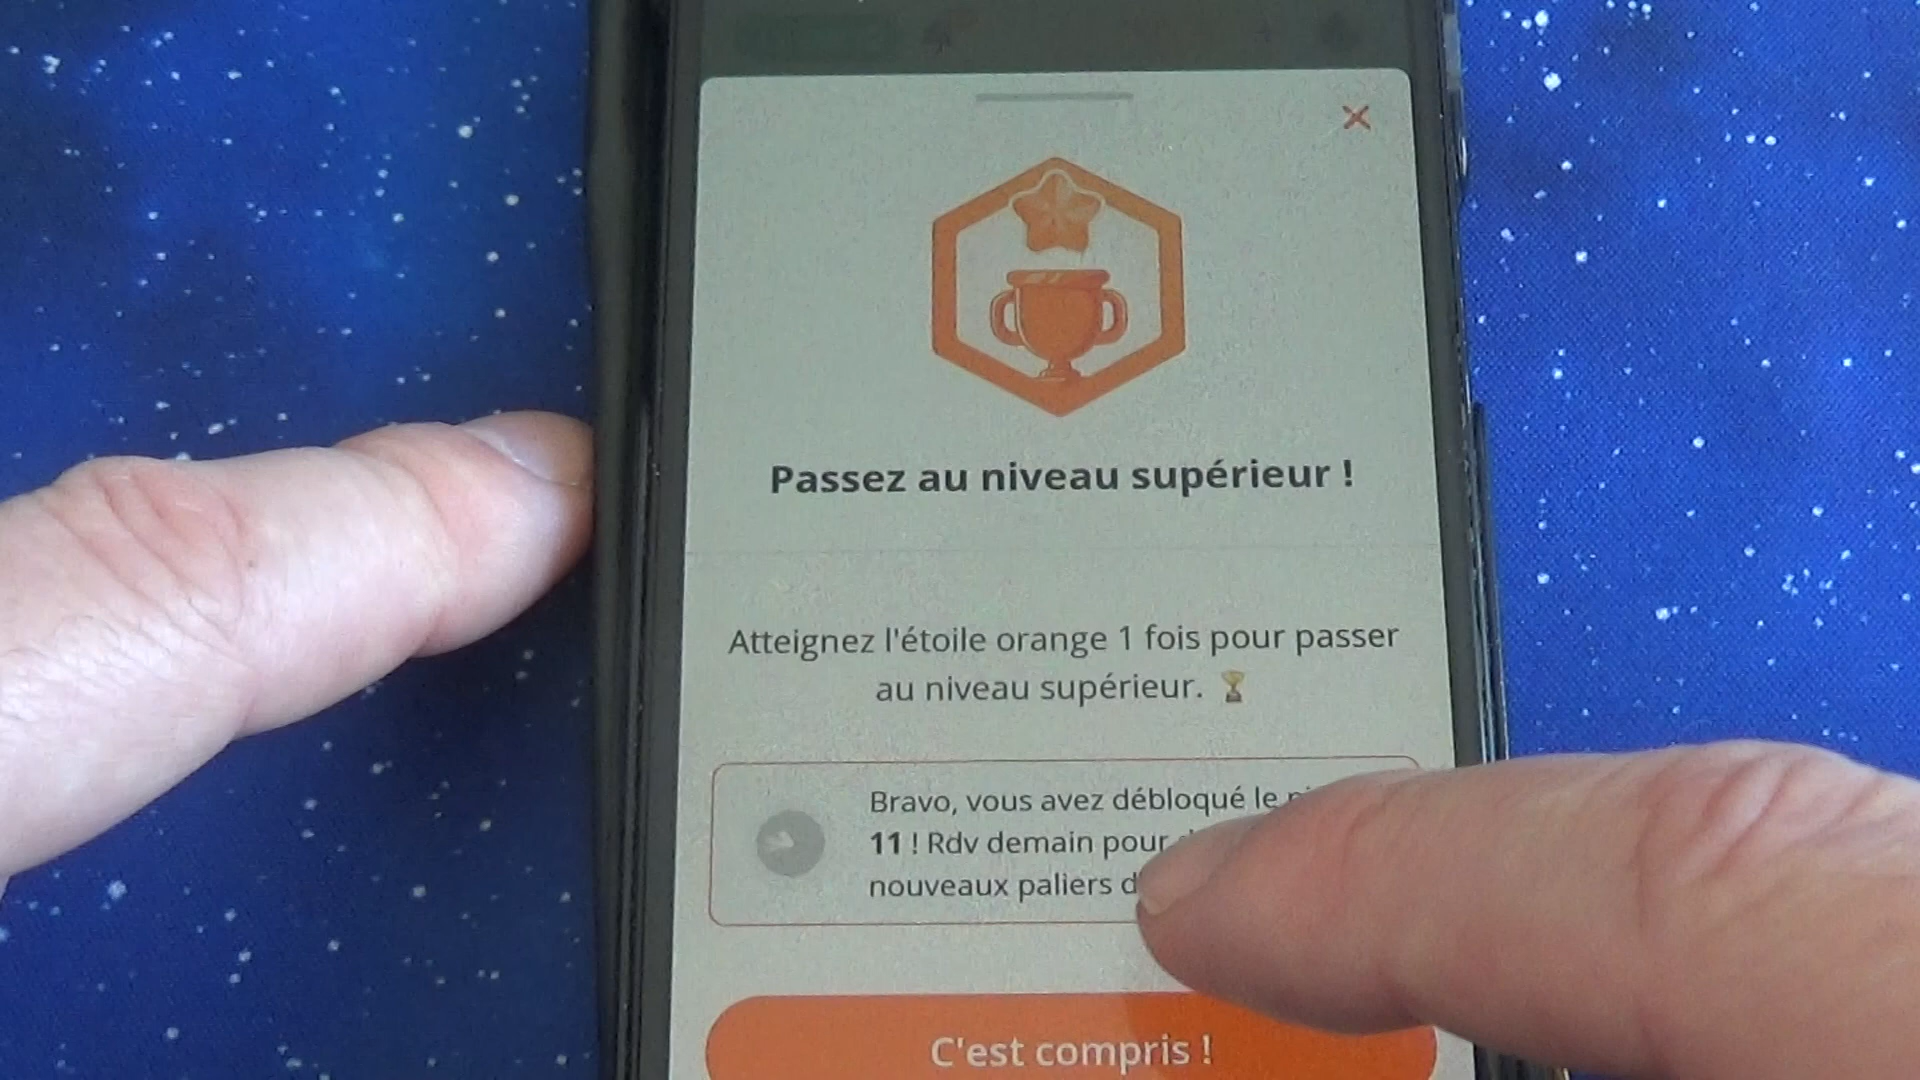 Passez au niveau supérieur !
Atteignez l'étoile orange 1 fois pour passer
au niveau supérieur.
Bravo, vous avez débloqué le
11 ! Rdv demain pour
nouveaux paliers
C'est compris !